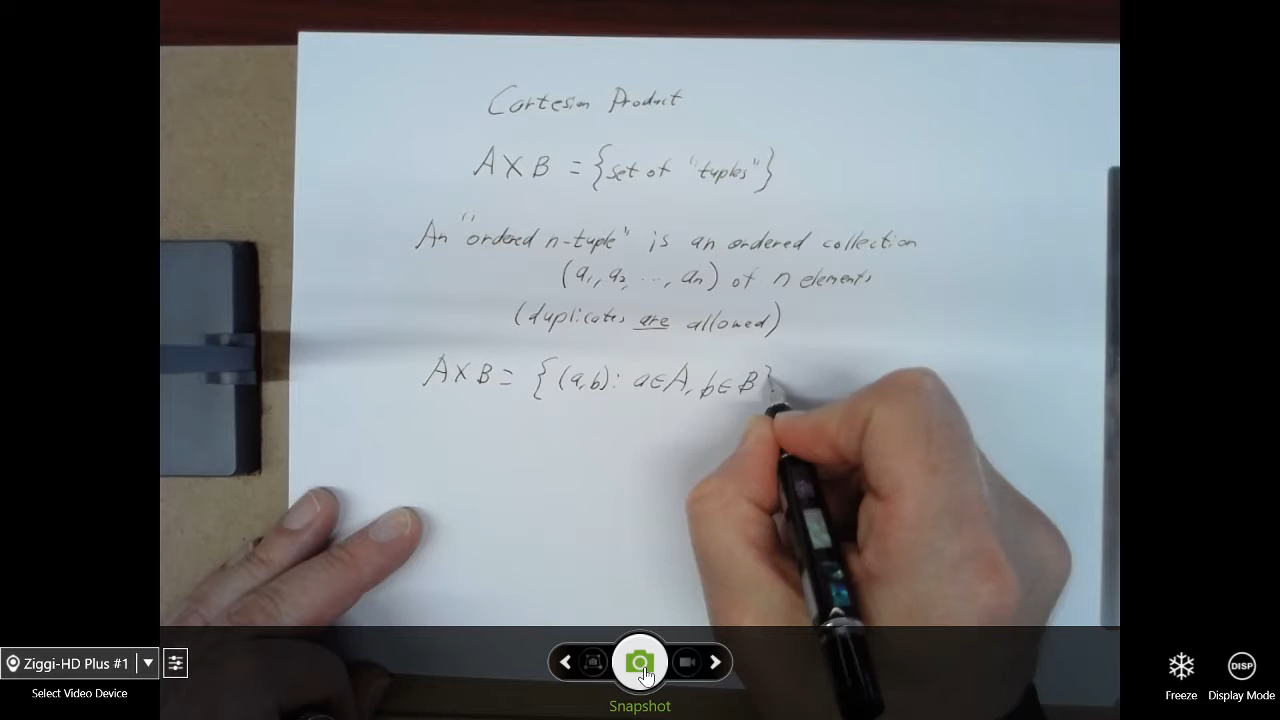 Cartesian Product
A X B = {set of "tuples"}
An "ordered n-tuple" is an ordered collection
(a₁, a₂, ..., aₙ) of n elements
(duplicates are allowed)
A X B = {(a,b): a∈A, b∈B}
Ziggi-HD Plus #1
Select Video Device
Snapshot
Freeze
DISP
Display Mode